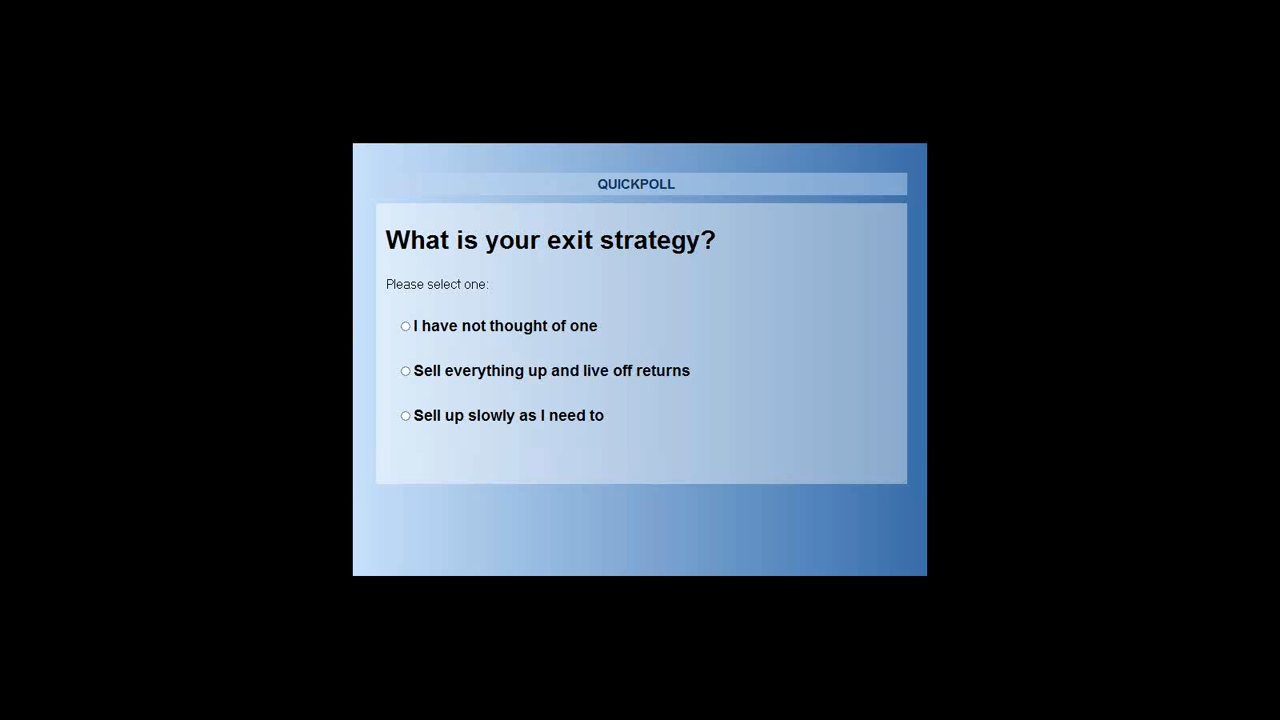 QUICKPOLL
What is your exit strategy?
Please select one:
I have not thought of one
Sell everything up and live off returns
Sell up slowly as I need to